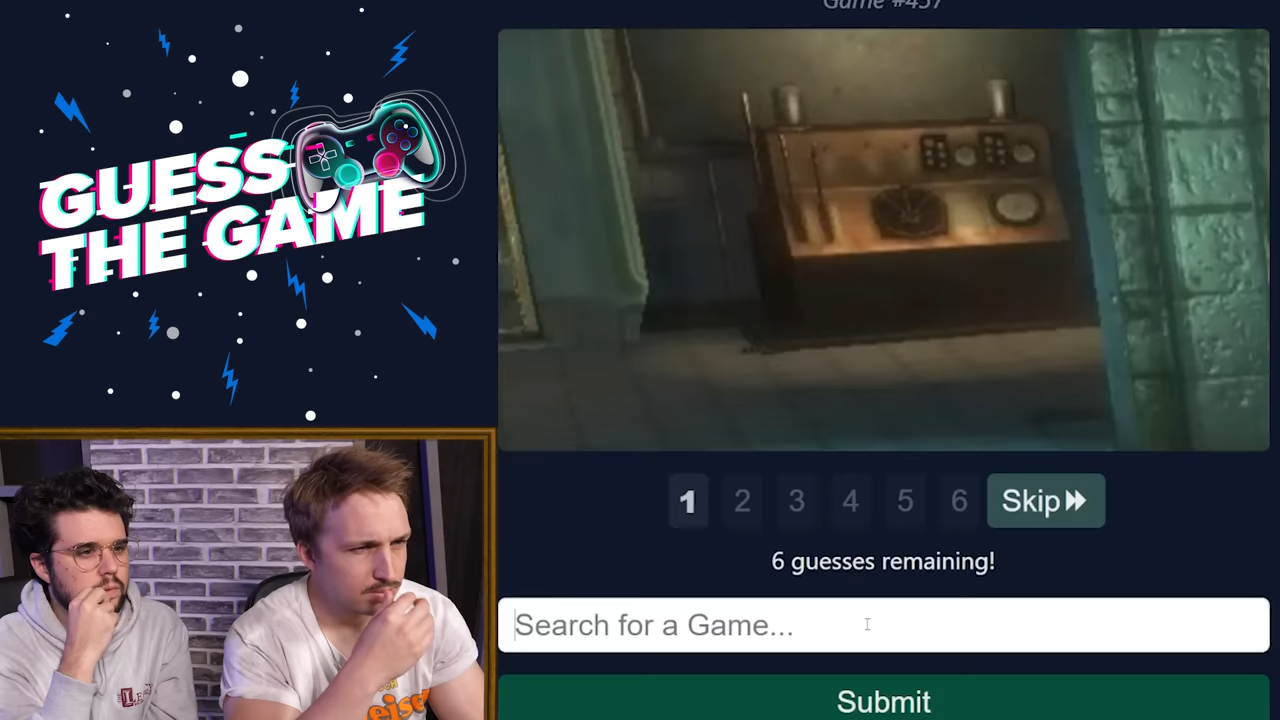 Game #457
GUESS
THE GAME
1 2 3 4 5 6 Skip
6 guesses remaining!
Search for a Game...
Submit